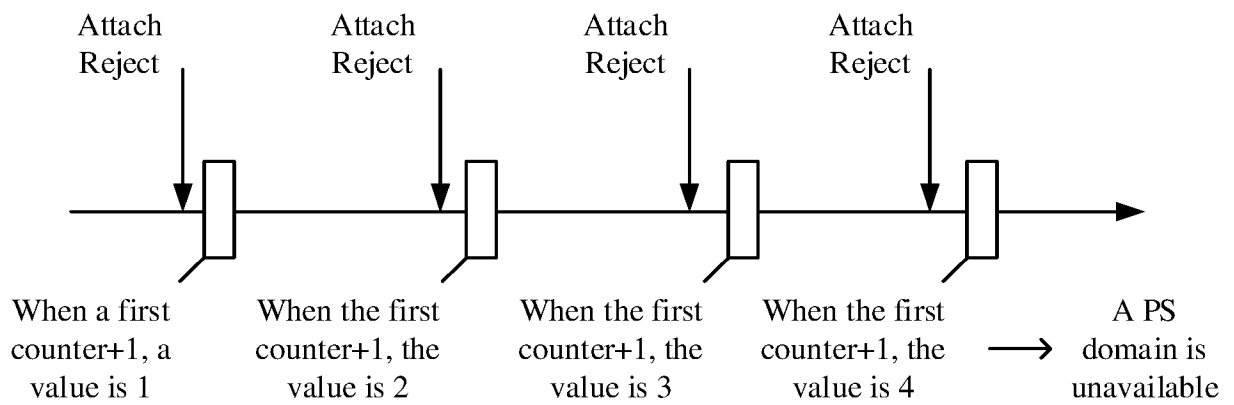 Attach
Reject
Attach
Reject
Attach
Reject
Attach
Reject
When a first
counter+1, a
value is 1
When the first
counter+1, the
value is 2
When the first
counter+1, the
value is 3
When the first
counter+1, the
value is 4
A PS
domain is
unavailable